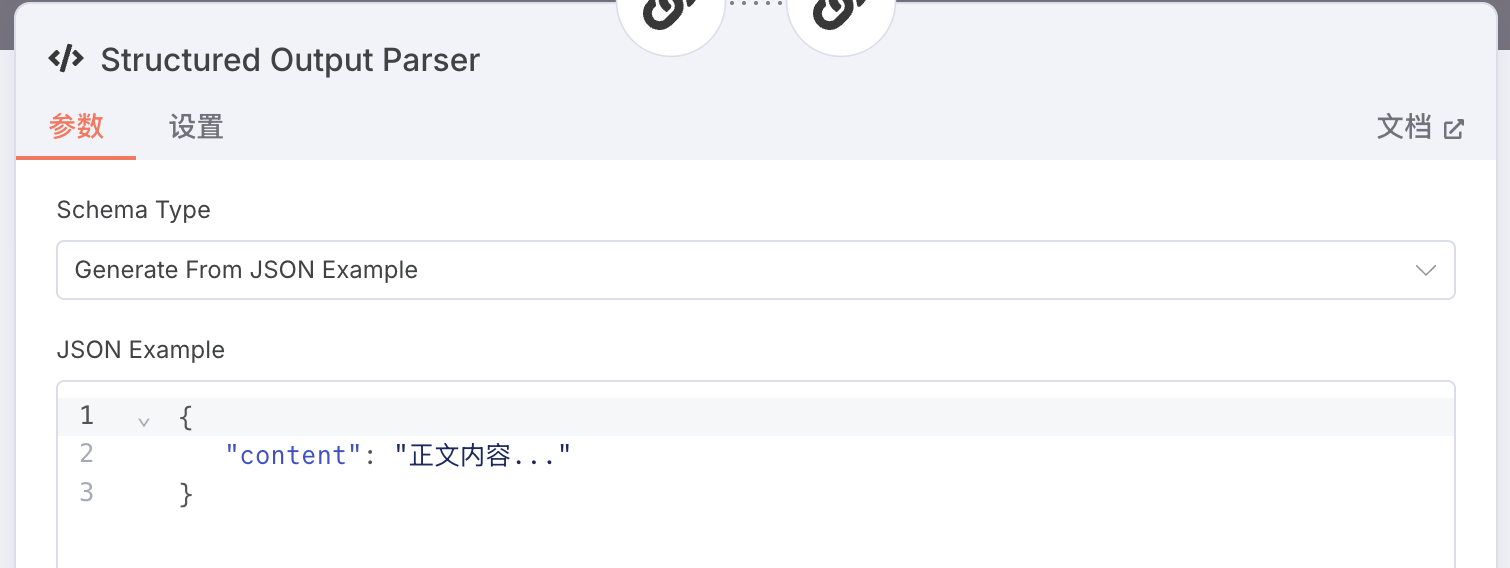 Structured Output Parser
参数 设置 文档
Schema Type
Generate From JSON Example
JSON Example
1 {
2 "content": "正文内容..."
3 }